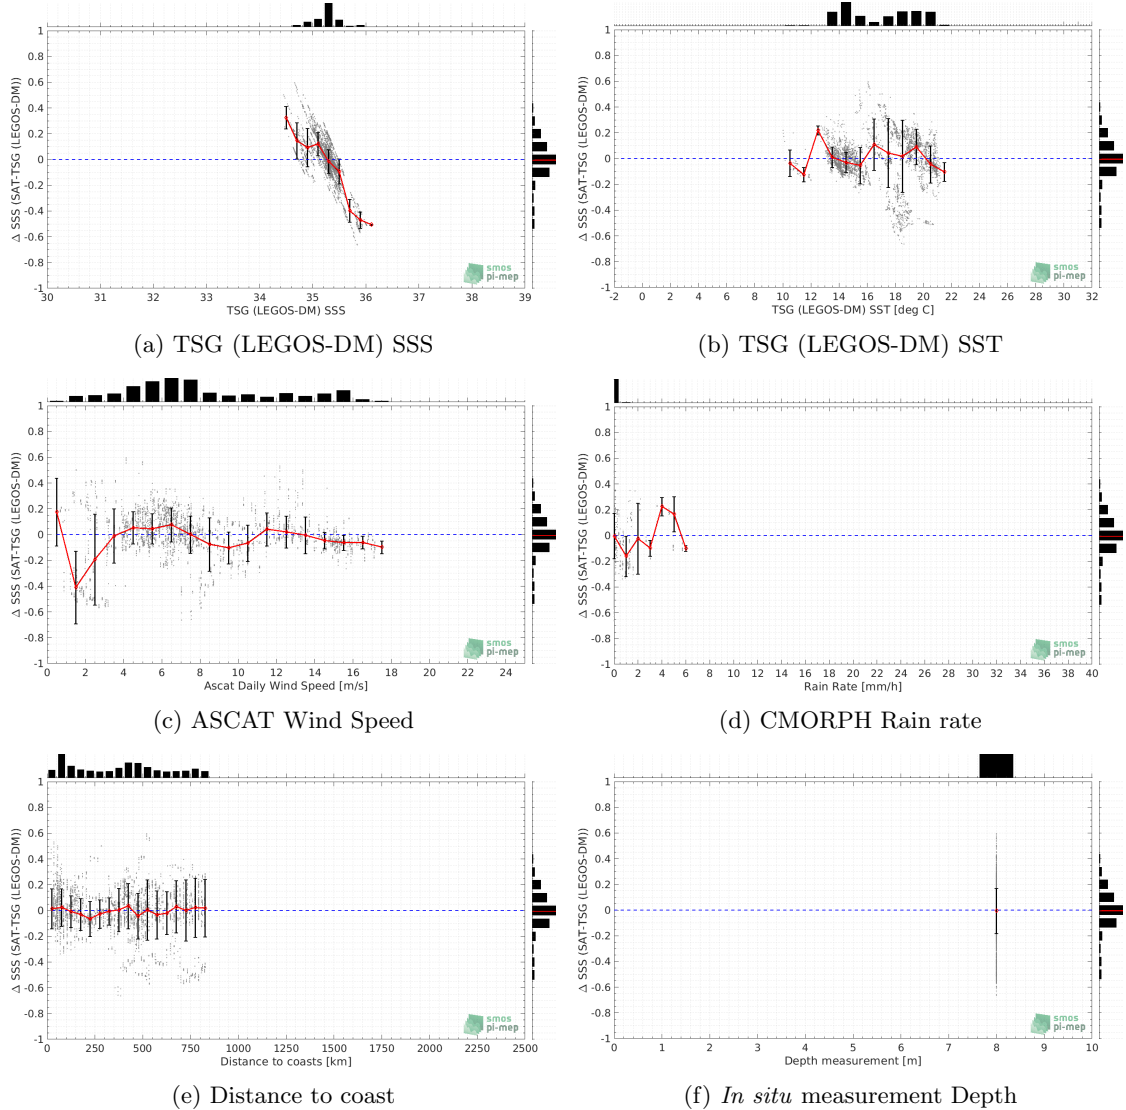 1
0.8
0.6
0.4
0.2
0
-0.2
-0.4
-0.6
-0.8
-1
Δ SSS (SAT-TSG (LEGOS-DM))
30 31 32 33 34 35 36 37 38 39
TSG (LEGOS-DM) SSS
smos
pi-mep
(a) TSG (LEGOS-DM) SSS
1
0.8
0.6
0.4
0.2
0
-0.2
-0.4
-0.6
-0.8
-1
Δ SSS (SAT-TSG (LEGOS-DM))
-2 0 2 4 6 8 10 12 14 16 18 20 22 24 26 28 30 32
TSG (LEGOS-DM) SST [deg C]
smos
pi-mep
(b) TSG (LEGOS-DM) SST
1
0.8
0.6
0.4
0.2
0
-0.2
-0.4
-0.6
-0.8
-1
Δ SSS (SAT-TSG (LEGOS-DM))
0 2 4 6 8 10 12 14 16 18 20 22 24
Ascat Daily Wind Speed [m/s]
smos
pi-mep
(c) ASCAT Wind Speed
1
0.8
0.6
0.4
0.2
0
-0.2
-0.4
-0.6
-0.8
-1
Δ SSS (SAT-TSG (LEGOS-DM))
0 2 4 6 8 10 12 14 16 18 20 22 24 26 28 30 32 34 36 38 40
Rain Rate [mm/h]
smos
pi-mep
(d) CMORPH Rain rate
1
0.8
0.6
0.4
0.2
0
-0.2
-0.4
-0.6
-0.8
-1
Δ SSS (SAT-TSG (LEGOS-DM))
0 250 500 750 1000 1250 1500 1750 2000 2250 2500
Distance to coasts [km]
smos
pi-mep
(e) Distance to coast
1
0.8
0.6
0.4
0.2
0
-0.2
-0.4
-0.6
-0.8
-1
Δ SSS (SAT-TSG (LEGOS-DM))
0 1 2 3 4 5 6 7 8 9 10
Depth measurement [m]
smos
pi-mep
(f) In situ measurement Depth